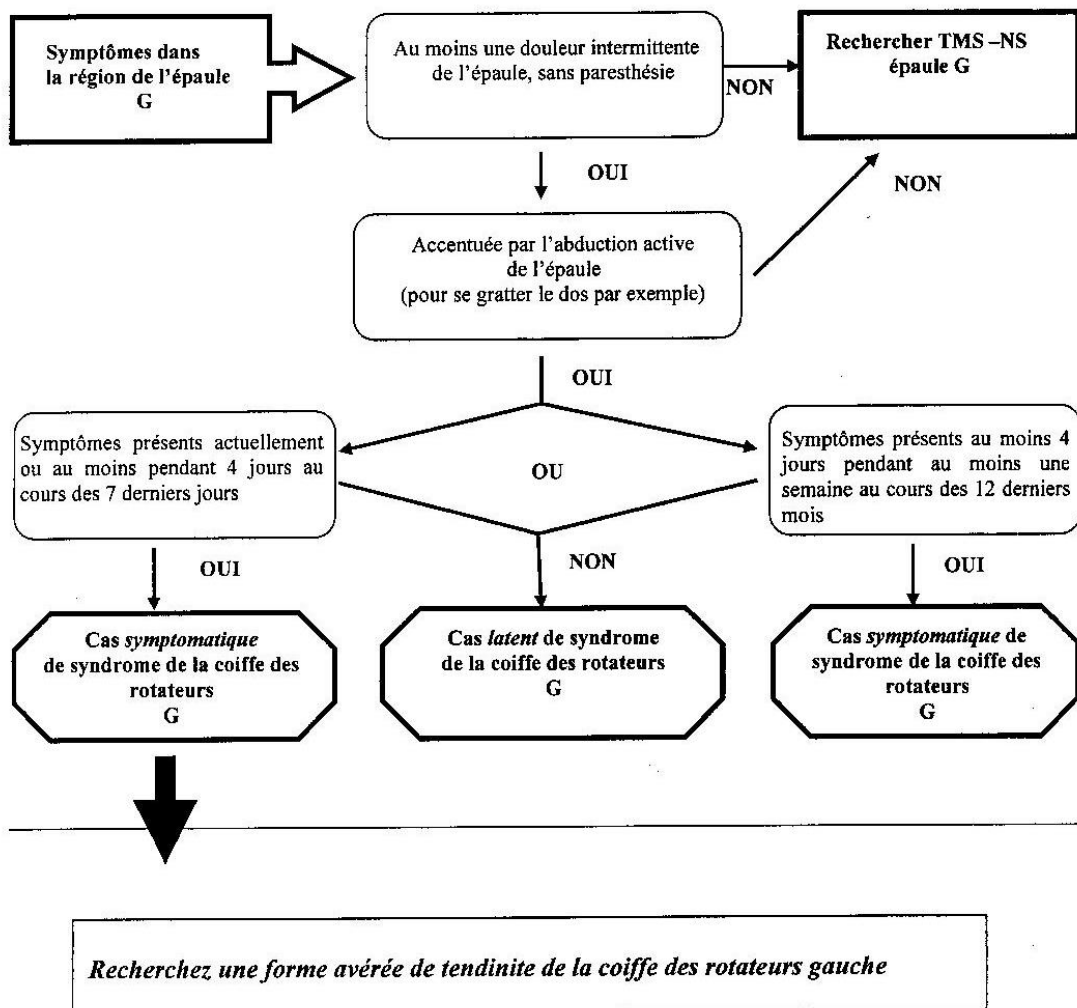 Symptômes dans
la région de l'épaule
G
Au moins une douleur intermittente
de l'épaule, sans paresthésie
NON
Rechercher TMS –NS
épaule G
OUI
NON
Accentuée par l'abduction active
de l'épaule
(pour se gratter le dos par exemple)
OUI
Symptômes présents actuellement
ou au moins pendant 4 jours au
cours des 7 derniers jours
OU
Symptômes présents au moins 4
jours pendant au moins une
semaine au cours des 12 derniers
mois
OUI
NON
OUI
Cas symptomatique
de syndrome de la coiffe des
rotateurs
G
Cas latent de syndrome
de la coiffe des rotateurs
G
Cas symptomatique de
syndrome de la coiffe des
rotateurs
G
Recherchez une forme avérée de tendinite de la coiffe des rotateurs gauche